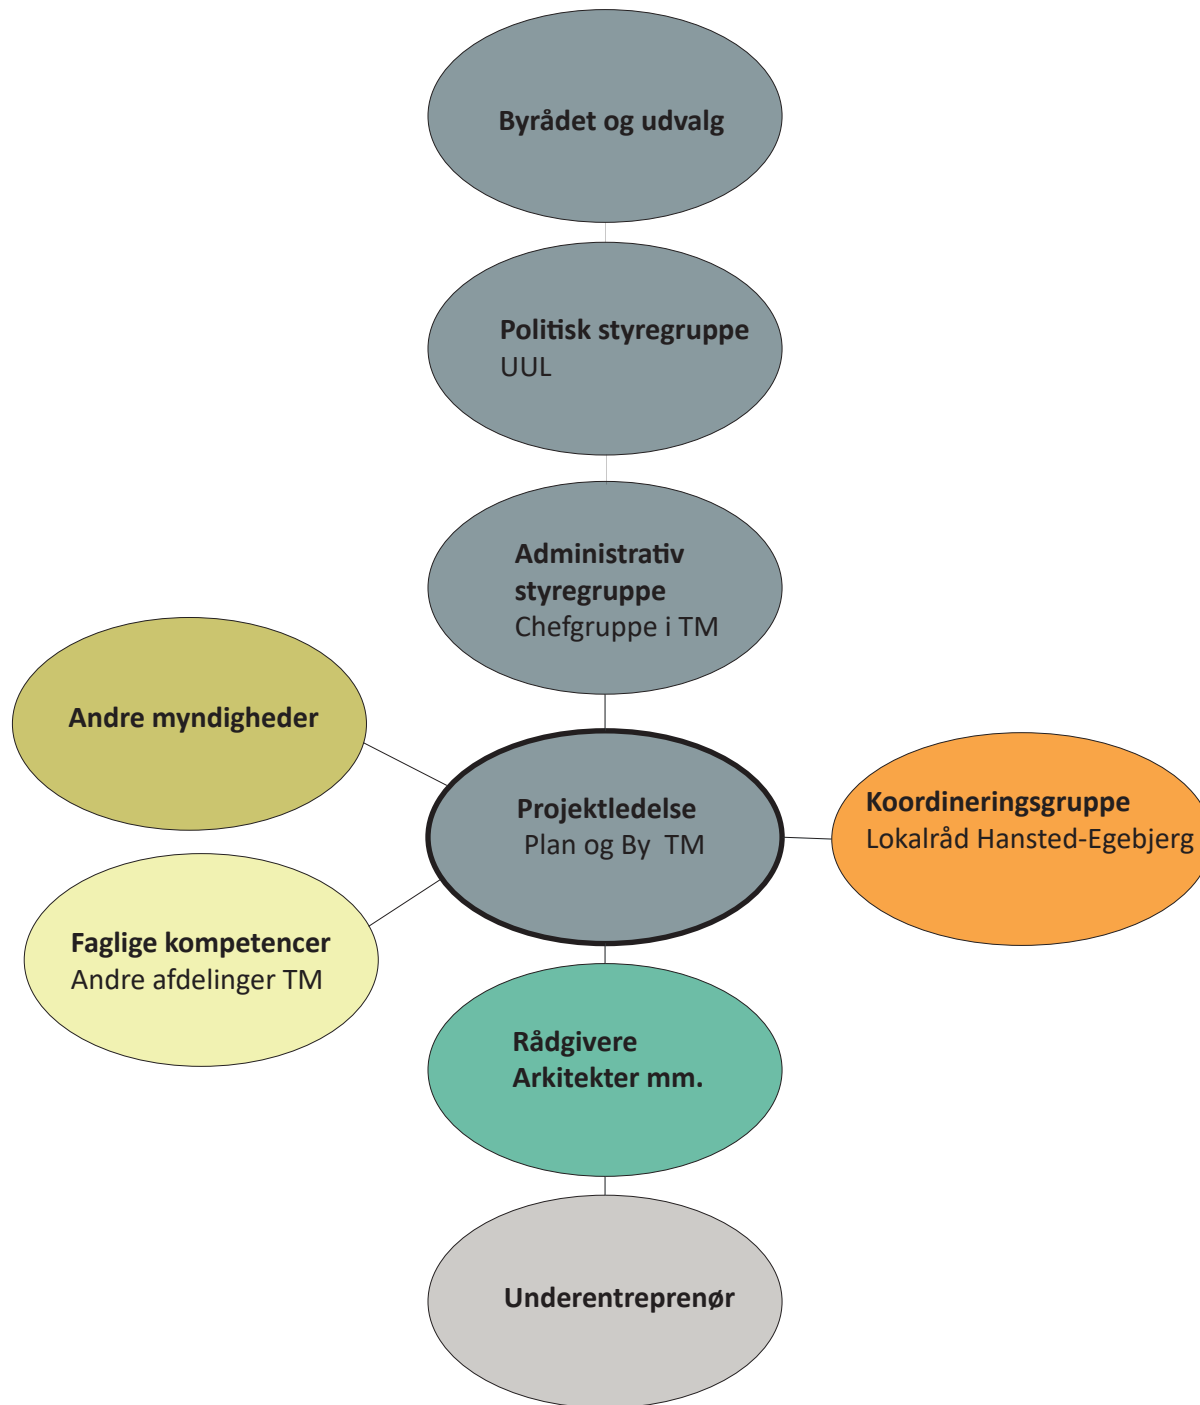 Byrådet og udvalg
Politisk styregruppe
UUL
Administrativ
styregruppe
Chefgruppe i TM
Andre myndigheder
Projektledelse
Plan og By  TM
Koordineringsgruppe
Lokalråd Hansted-Egebjerg
Faglige kompetencer
Andre afdelinger TM
Rådgivere
Arkitekter mm.
Underentreprenør